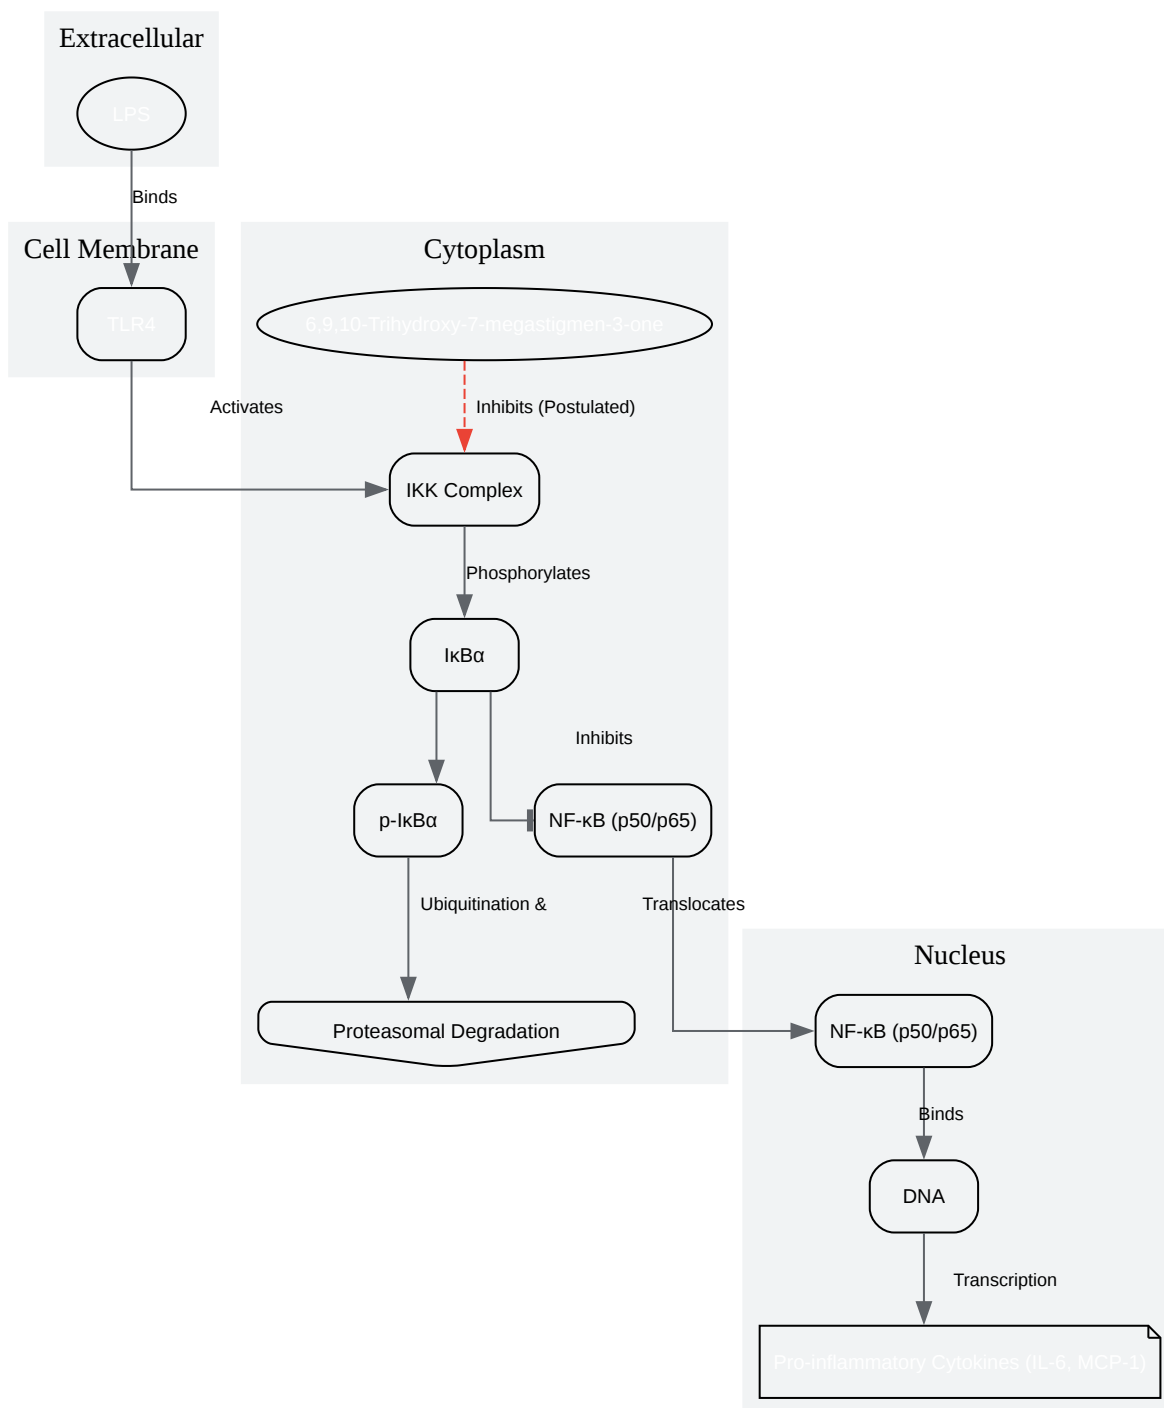 Extracellular
LPS
Binds
Cell Membrane
TLR4
Activates
Cytoplasm
6,9,10-Trihydroxy-7-megastigmen-3-one
Inhibits (Postulated)
IKK Complex
Phosphorylates
IκBα
Inhibits
p-IκBα
NF-κB (p50/p65)
Ubiquitination &
Translocates
Proteasomal Degradation
Nucleus
NF-κB (p50/p65)
Binds
DNA
Transcription
Pro-inflammatory Cytokines (IL-6, MCP-1)